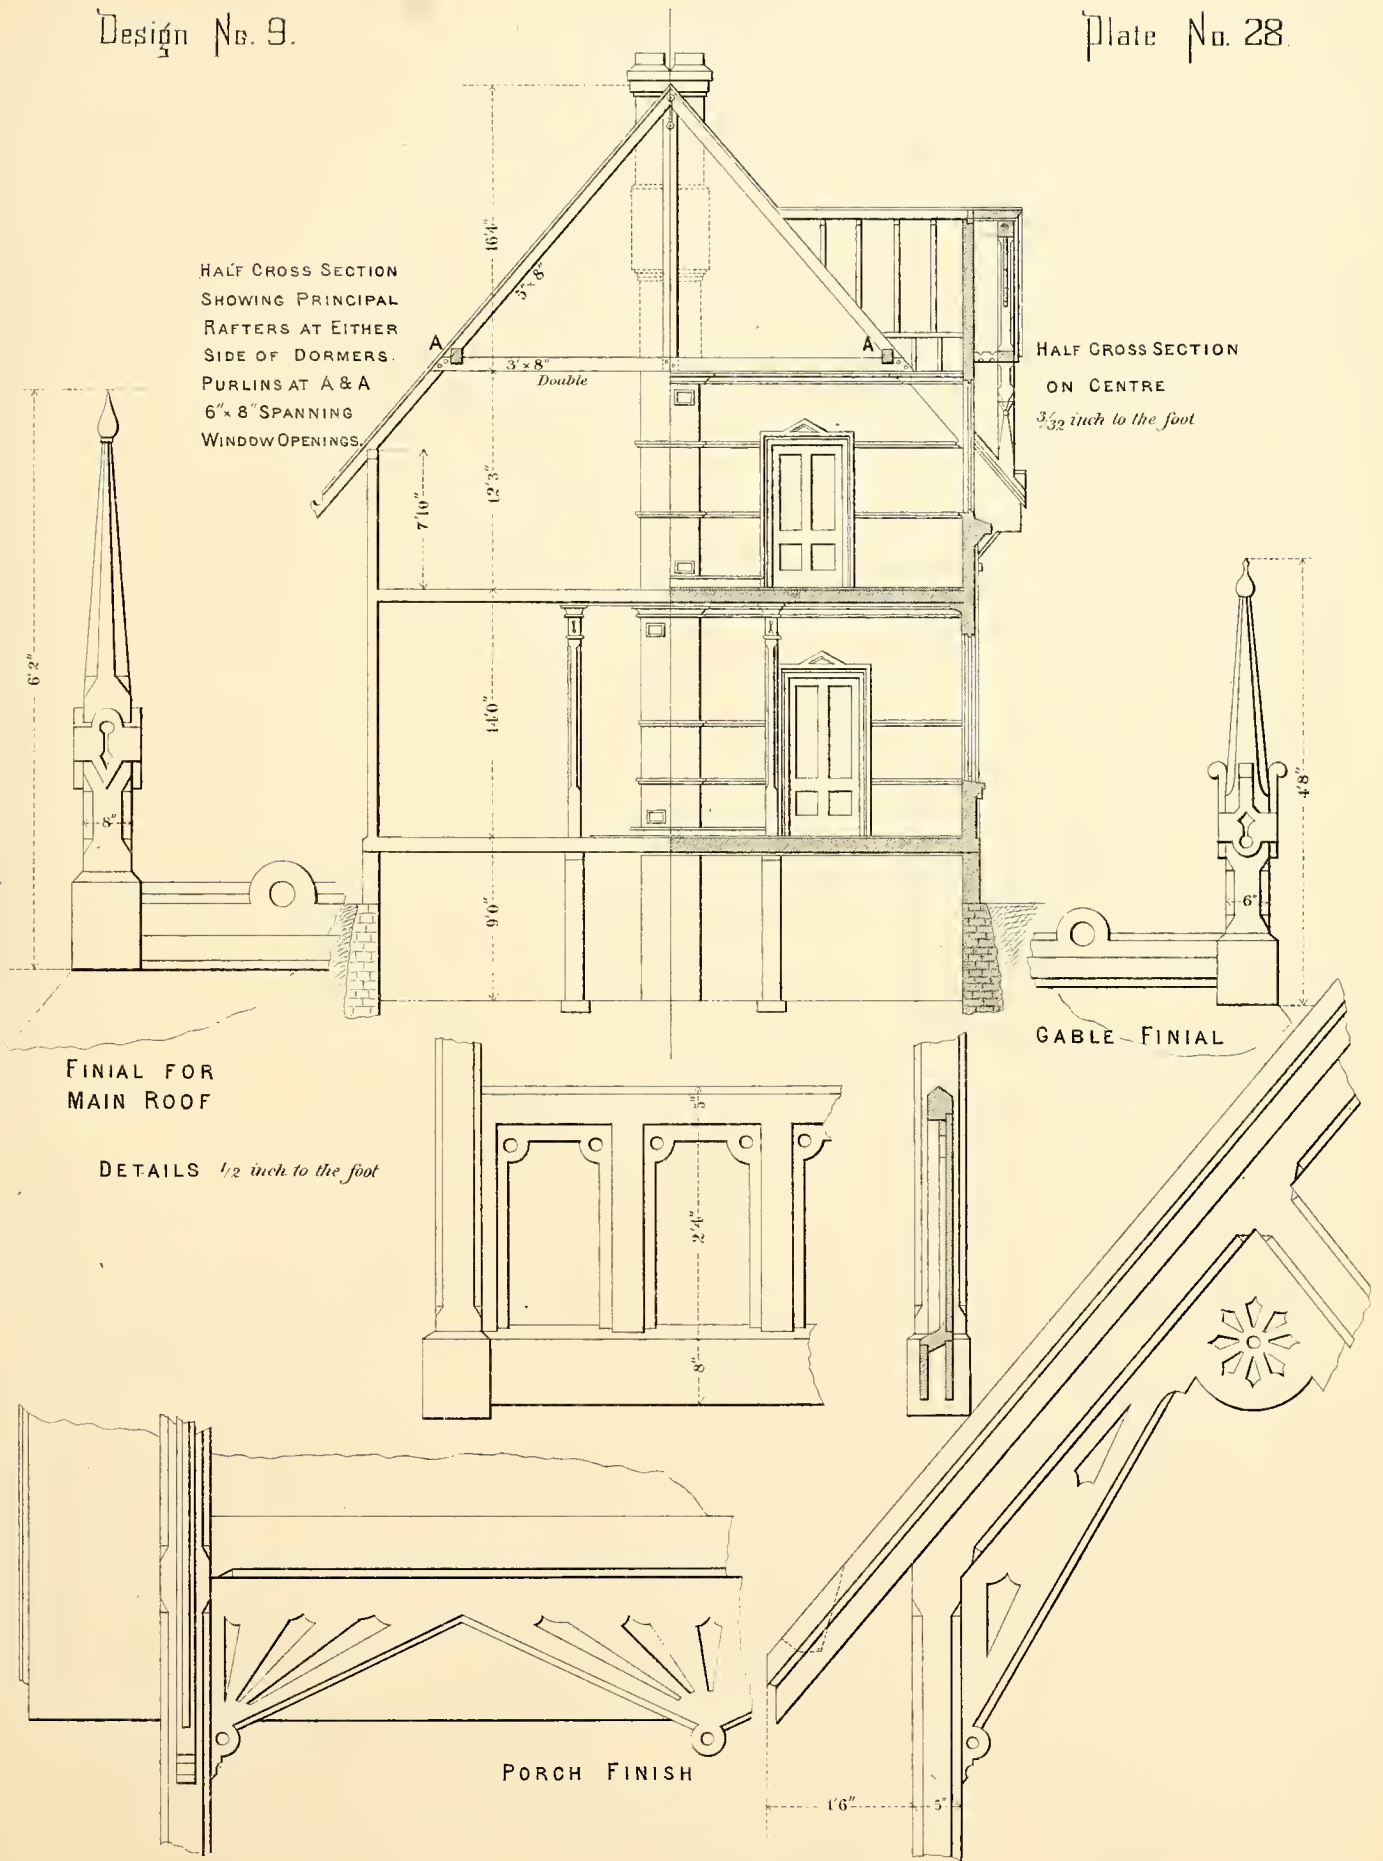 Design No. 9.
Plate No. 28.
16'4"
HALF CROSS SECTION
SHOWING PRINCIPAL
RAFTERS AT EITHER
SIDE OF DORMERS.
PURLINS AT A & A
6" × 8" SPANNING
WINDOW OPENINGS.
5" × 8"
A
A
3" × 8"
Double
HALF CROSS SECTION
ON CENTRE
3/32 inch to the foot
12'3"
7'10"
6'2"
14'0"
4'8"
8"
6"
9'0"
GABLE FINIAL
FINIAL FOR
MAIN ROOF
5"
DETAILS 1/2 inch to the foot
2'4"
8"
PORCH FINISH
1'6"
5"